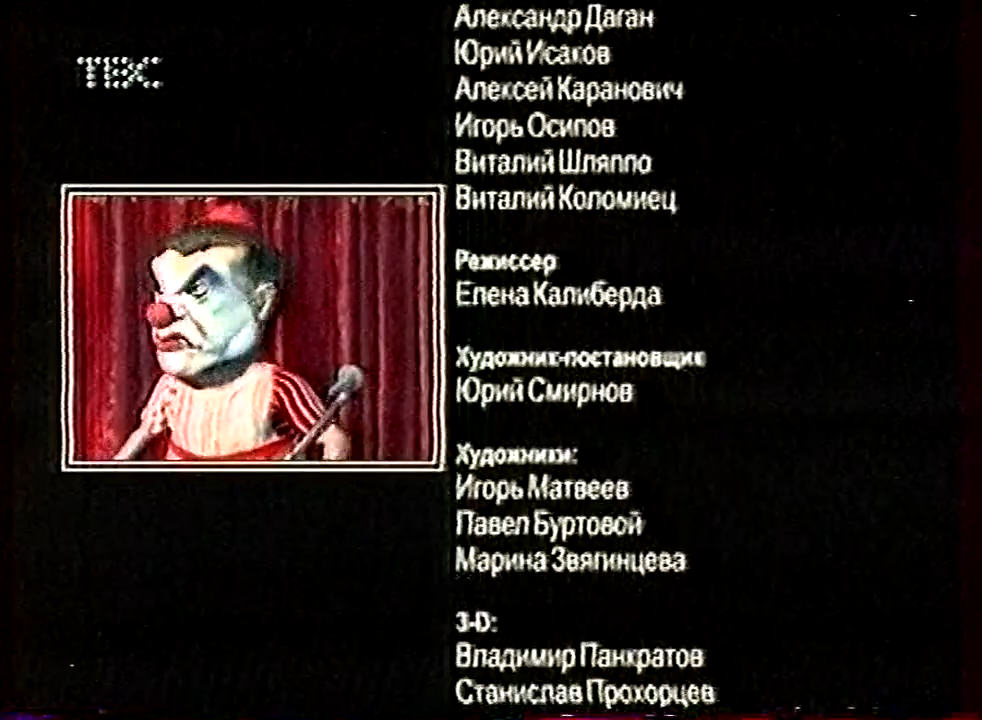 ТВС
Александр Даган
Юрий Исаков
Алексей Каранович
Игорь Осипов
Виталий Шляппо
Виталий Коломиец
Режиссер
Елена Калиберда
Художник-постановщик
Юрий Смирнов
Художники:
Игорь Матвеев
Павел Буртовой
Марина Звягинцева
3-D:
Владимир Панкратов
Станислав Прохорцев